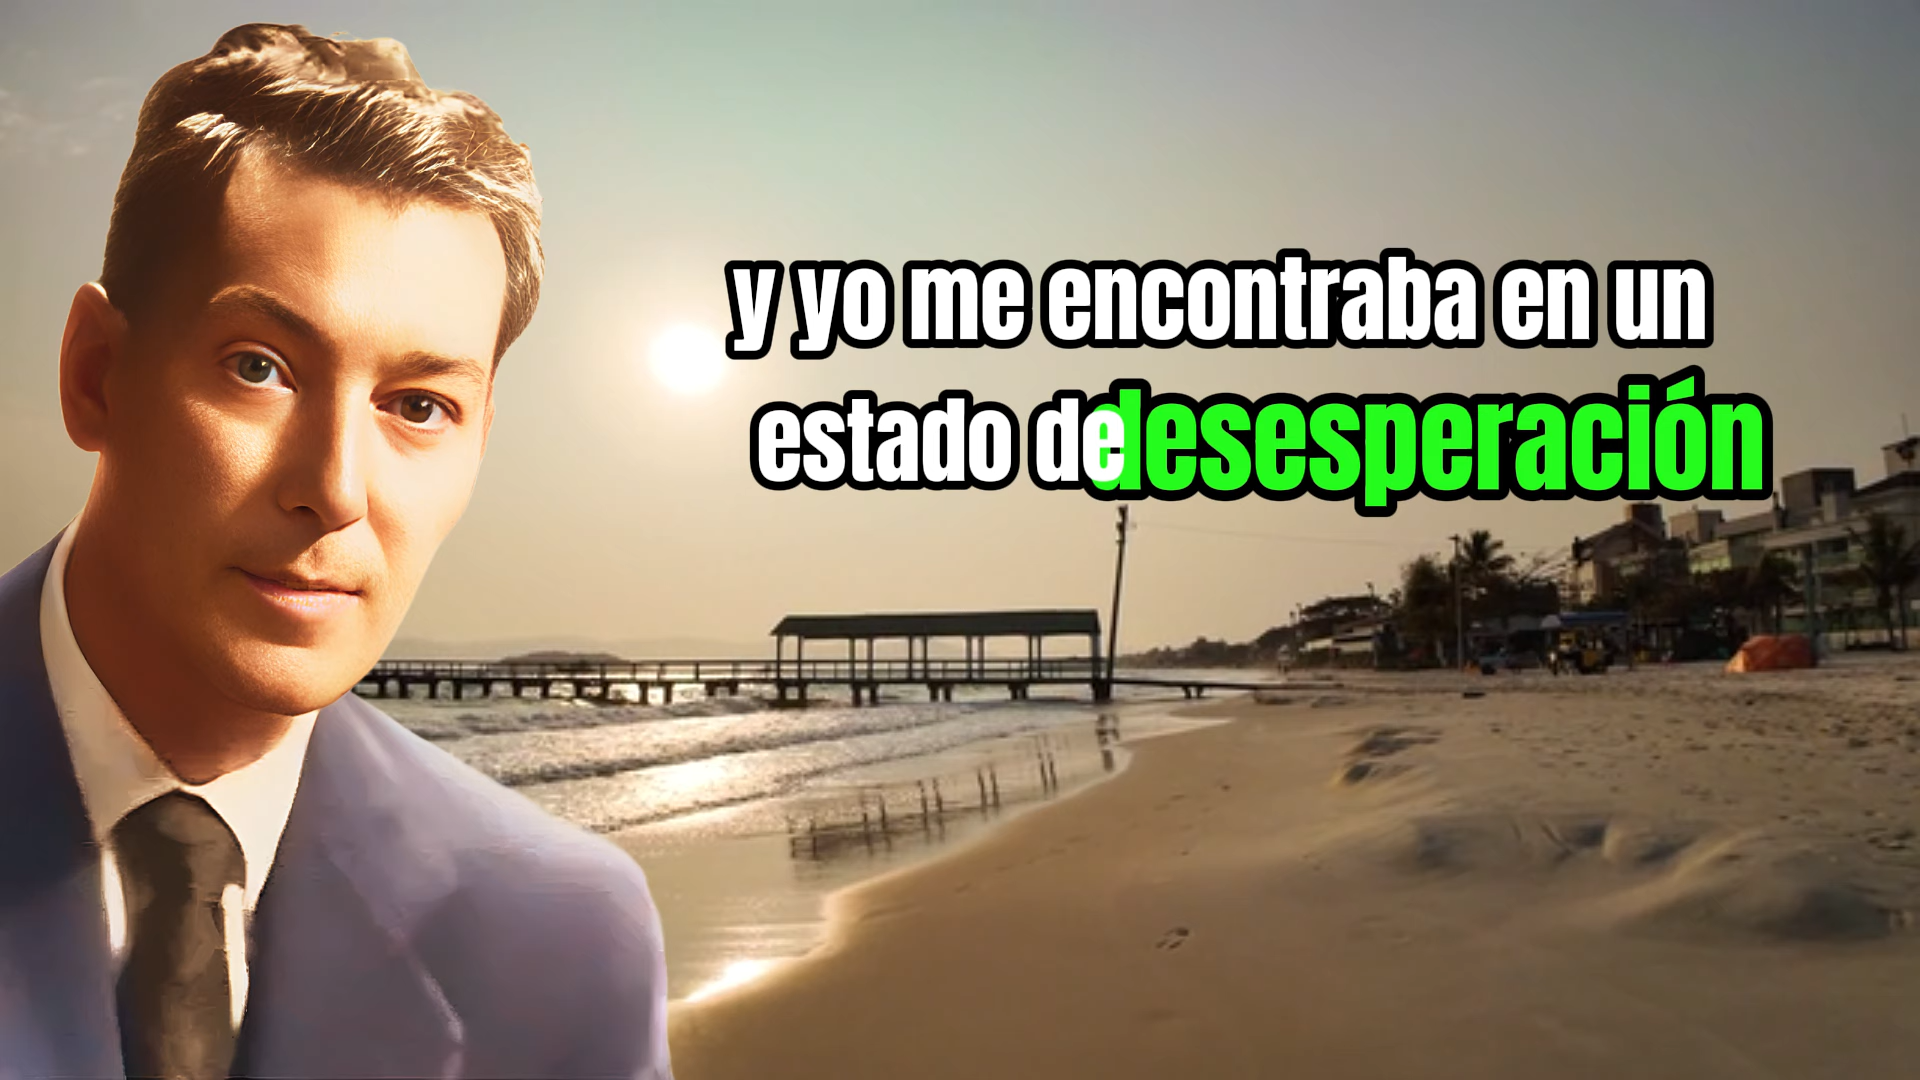 y yo me encontraba en un
estado de desesperación